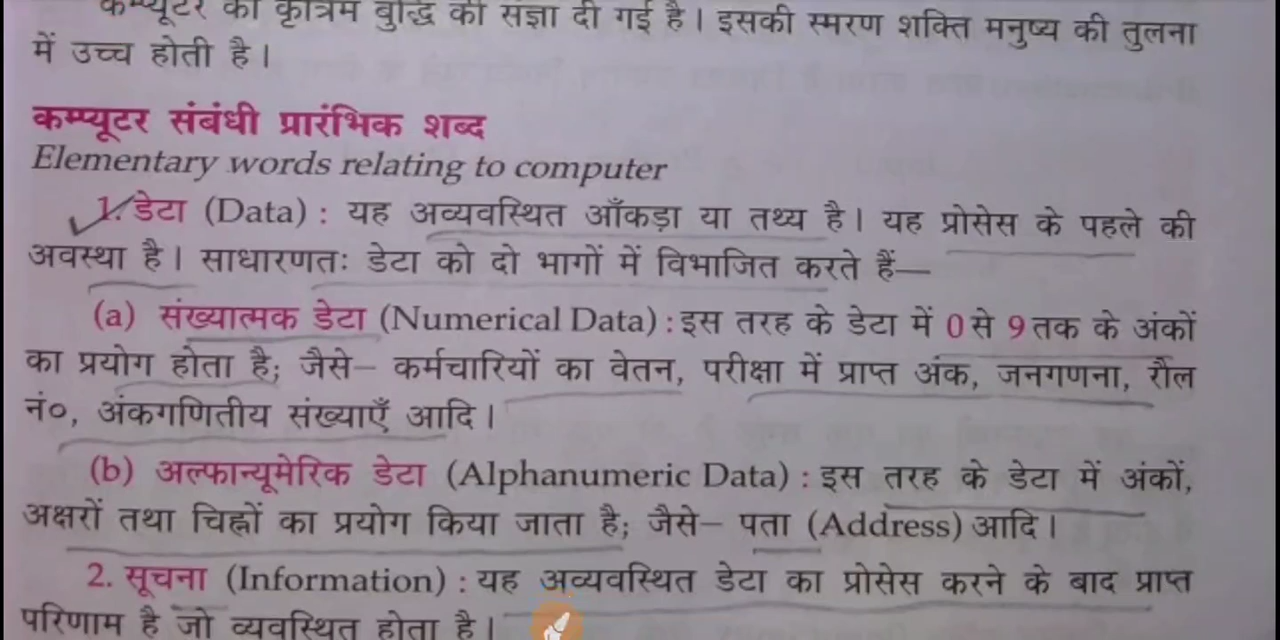 कम्प्यूटर को कृत्रिम बुद्धि की संज्ञा दी गई है। इसकी स्मरण शक्ति मनुष्य की तुलना
में उच्च होती है।
कम्प्यूटर संबंधी प्रारंभिक शब्द
Elementary words relating to computer
1. डेटा (Data) : यह अव्यवस्थित आँकड़ा या तथ्य है। यह प्रोसेस के पहले की
अवस्था है। साधारणतः डेटा को दो भागों में विभाजित करते हैं—
(a) संख्यात्मक डेटा (Numerical Data) : इस तरह के डेटा में 0 से 9 तक के अंकों
का प्रयोग होता है; जैसे– कर्मचारियों का वेतन, परीक्षा में प्राप्त अंक, जनगणना, रौल
नं०, अंकगणितीय संख्याएँ आदि।
(b) अल्फान्यूमेरिक डेटा (Alphanumeric Data) : इस तरह के डेटा में अंकों,
अक्षरों तथा चिह्नों का प्रयोग किया जाता है; जैसे– पता (Address) आदि।
2. सूचना (Information) : यह अव्यवस्थित डेटा का प्रोसेस करने के बाद प्राप्त
परिणाम है जो व्यवस्थित होता है।